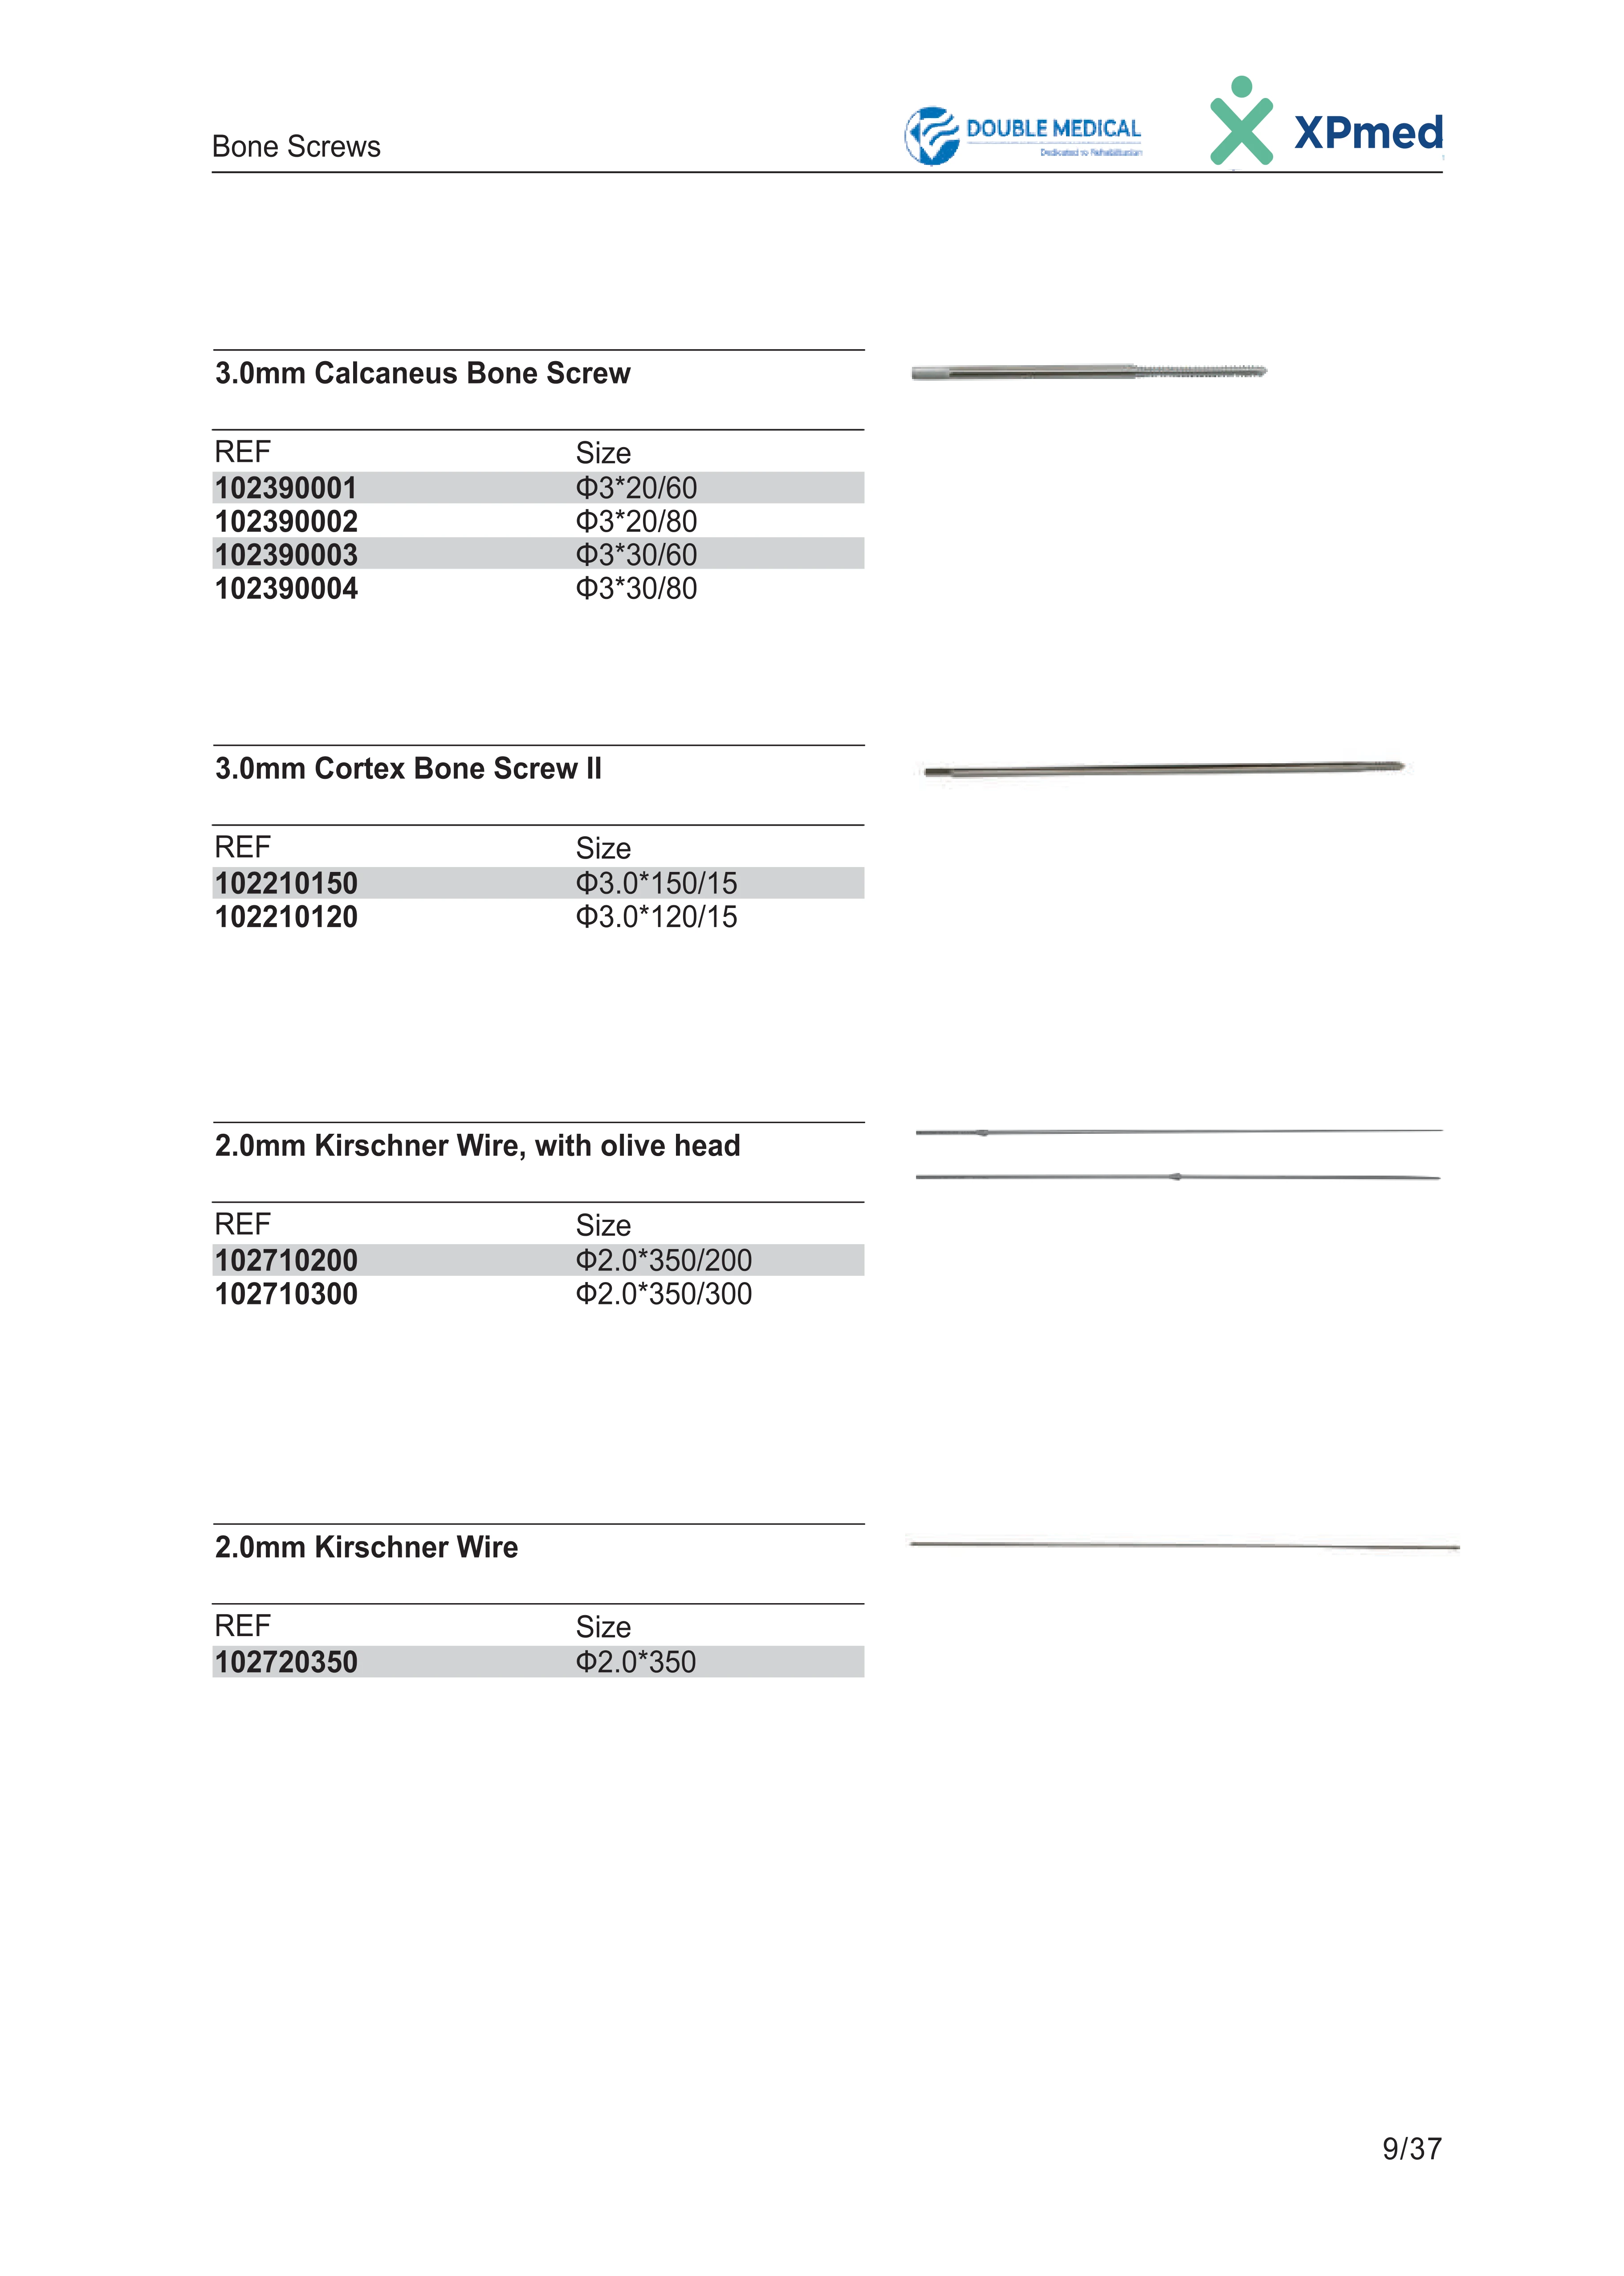 Bone Screws
DOUBLE MEDICAL
Dedicated to Rehabilitation
XPmed
3.0mm Calcaneus Bone Screw
REF Size
102390001 Φ3*20/60
102390002 Φ3*20/80
102390003 Φ3*30/60
102390004 Φ3*30/80
3.0mm Cortex Bone Screw II
REF Size
102210150 Φ3.0*150/15
102210120 Φ3.0*120/15
2.0mm Kirschner Wire, with olive head
REF Size
102710200 Φ2.0*350/200
102710300 Φ2.0*350/300
2.0mm Kirschner Wire
REF Size
102720350 Φ2.0*350
9/37